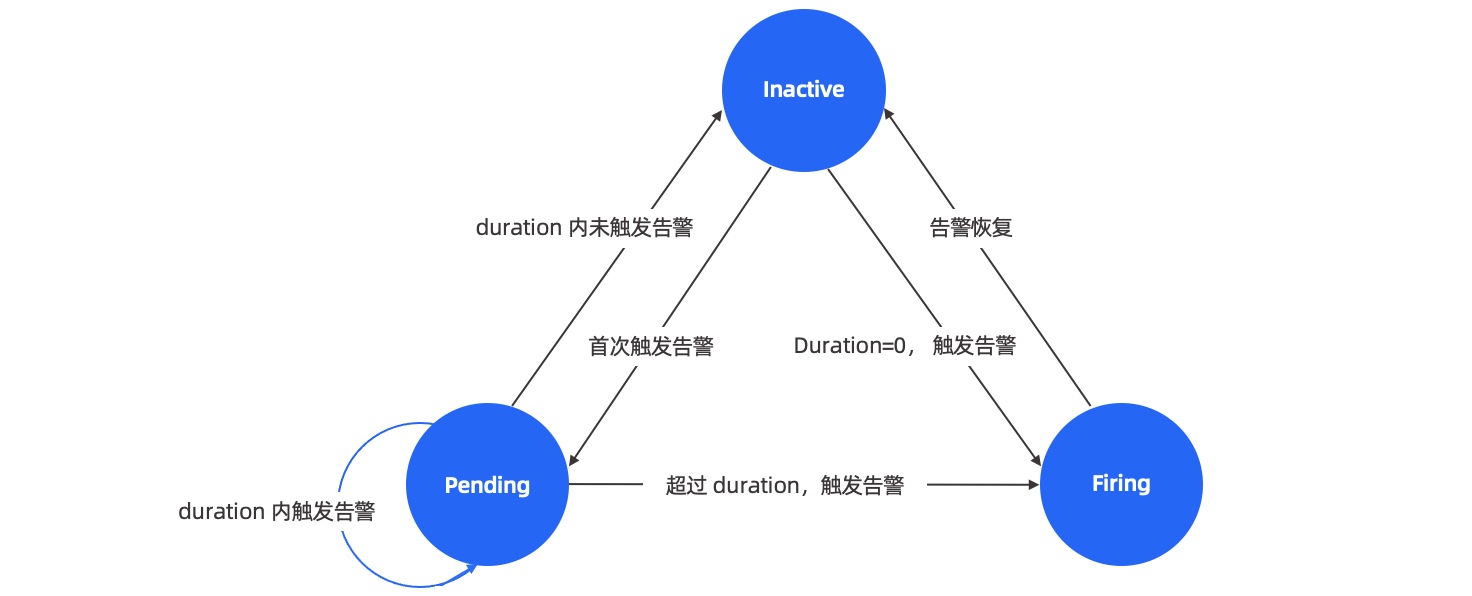 Inactive
duration 内未触发告警
告警恢复
首次触发告警
Duration=0， 触发告警
Pending
超过 duration，触发告警
Firing
duration 内触发告警